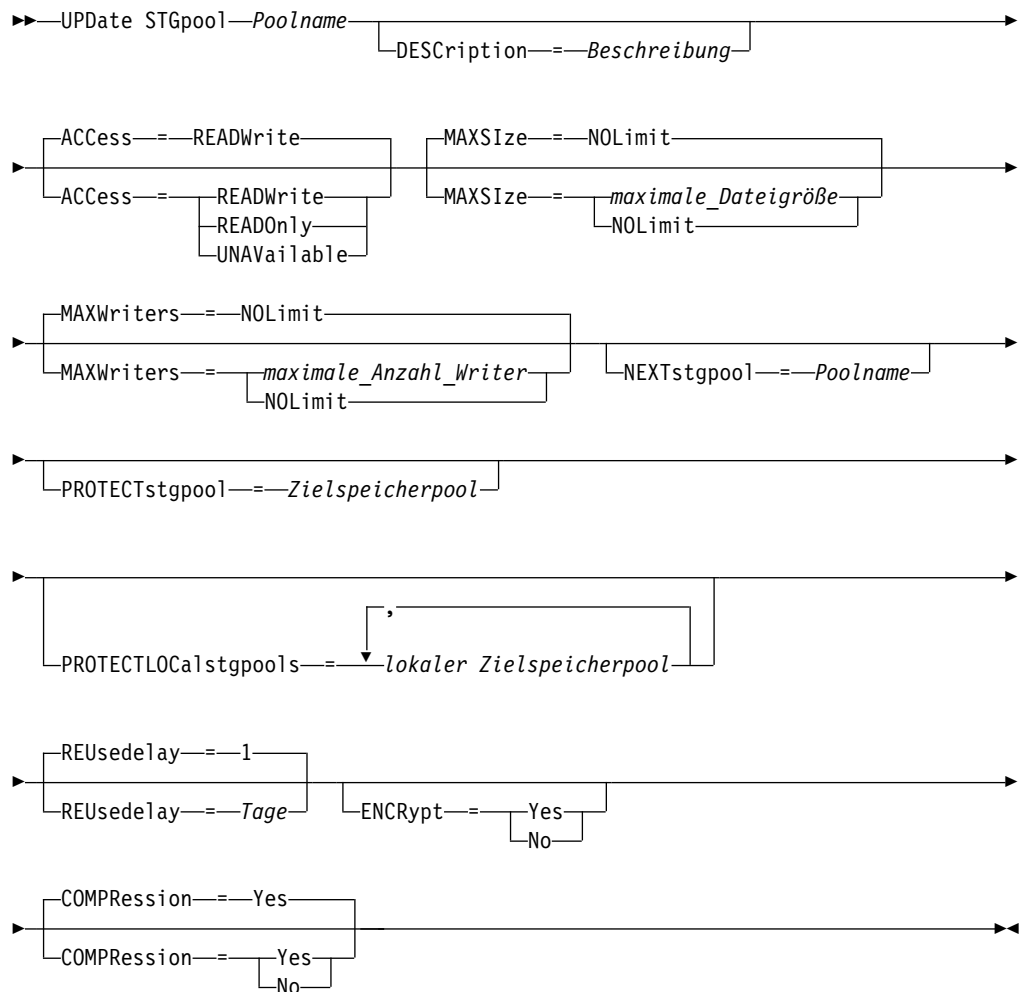 UPDate STGpool Poolname
DESCription = Beschreibung
ACCess = READWrite
ACCess = READWrite
READOnly
UNAVailable
MAXSIze = NOLimit
MAXSIze = maximale_Dateigröße
NOLimit
MAXWriters = NOLimit
MAXWriters = maximale_Anzahl_Writer
NOLimit
NEXTstgpool = Poolname
PROTECTstgpool = Zielspeicherpool
,
PROTECTLOCalstgpools = lokaler Zielspeicherpool
REUsedelay = 1
REUsedelay = Tage
ENCRypt = Yes
No
COMPRession = Yes
COMPRession = Yes
No